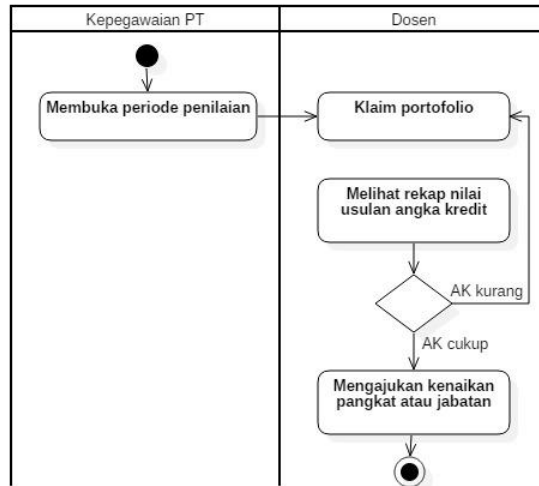 Kepegawaian PT
Dosen
Membuka periode penilaian
Klaim portofolio
Melihat rekap nilai
usulan angka kredit
AK kurang
AK cukup
Mengajukan kenaikan
pangkat atau jabatan